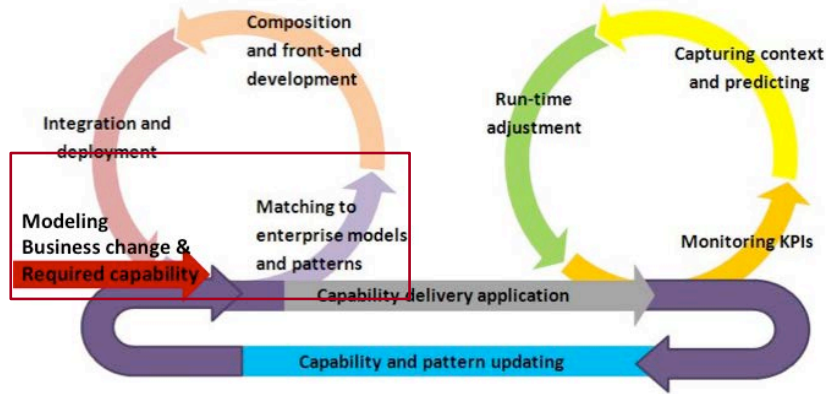 Composition
and front-end
development
Integration and
deployment
Modeling
Business change &
Required capability
Matching to
enterprise models
and patterns
Run-time
adjustment
Capturing context
and predicting
Monitoring KPIs
Capability delivery application
Capability and pattern updating